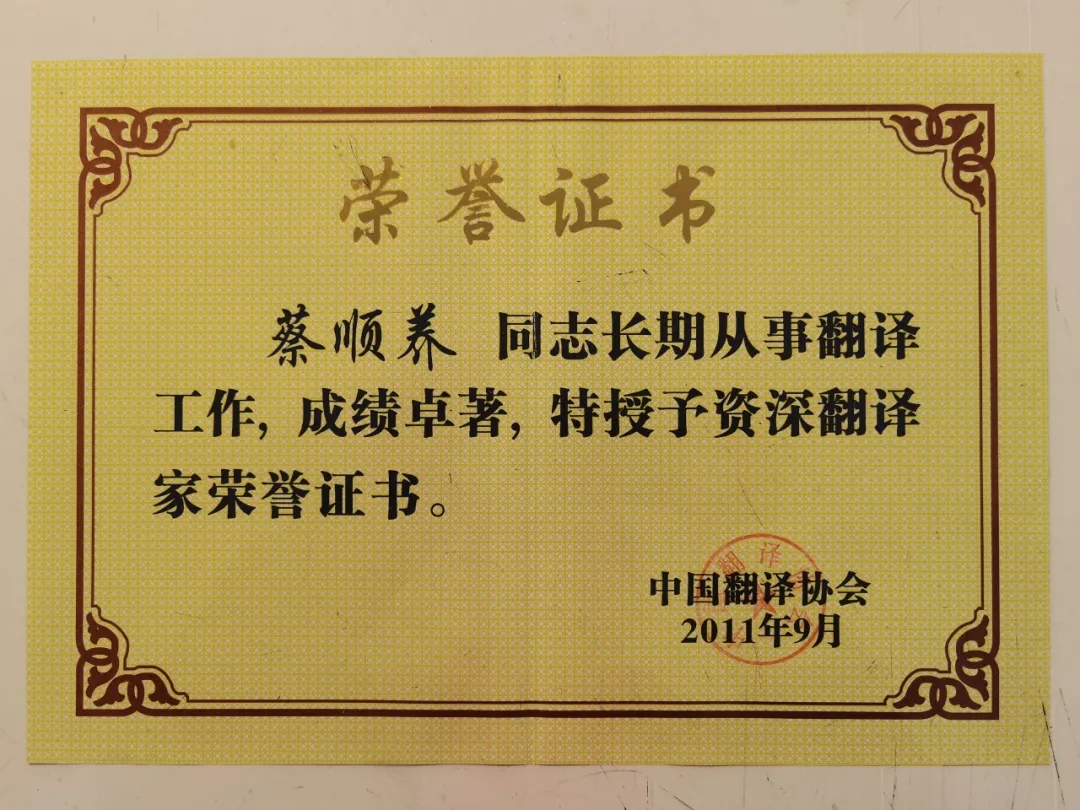 荣誉证书
蔡顺养 同志长期从事翻译
工作, 成绩卓著, 特授予资深翻译
家荣誉证书。
中国翻译协会
2011年9月